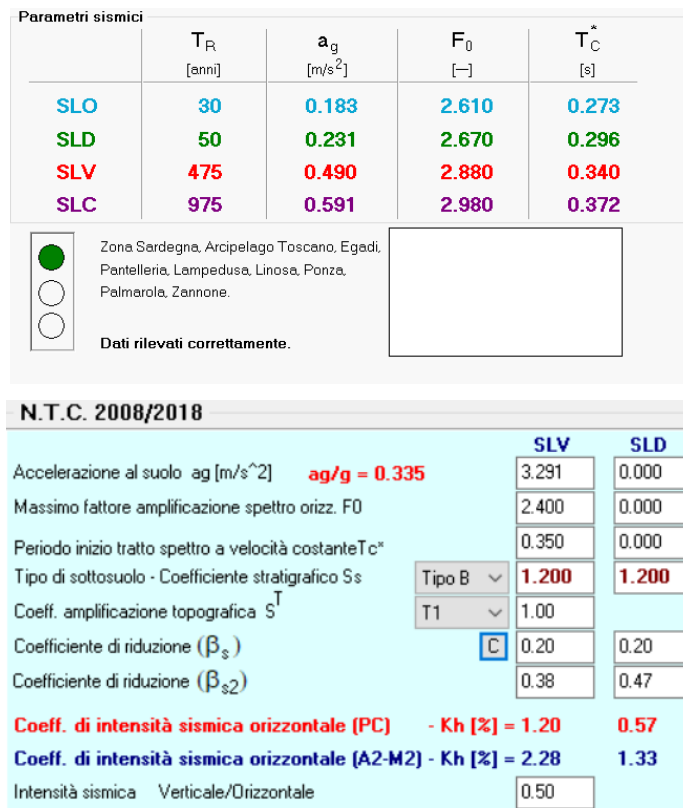 Parametri sismici
T_R a_g F_0 T_C*
[anni] [m/s²] [—] [s]
SLO 30 0.183 2.610 0.273
SLD 50 0.231 2.670 0.296
SLV 475 0.490 2.880 0.340
SLC 975 0.591 2.980 0.372
Zona Sardegna, Arcipelago Toscano, Egadi,
Pantelleria, Lampedusa, Linosa, Ponza,
Palmarola, Zannone.
Dati rilevati correttamente.
N.T.C. 2008/2018
SLV SLD
Accelerazione al suolo ag [m/s^2] ag/g = 0.335 3.291 0.000
Massimo fattore amplificazione spettro orizz. F0 2.400 0.000
Periodo inizio tratto spettro a velocità costanteTc* 0.350 0.000
Tipo di sottosuolo - Coefficiente stratigrafico Ss Tipo B 1.200 1.200
Coeff. amplificazione topografica S^T T1 1.00
Coefficiente di riduzione (β_s) C 0.20 0.20
Coefficiente di riduzione (β_s2) 0.38 0.47
Coeff. di intensità sismica orizzontale (PC) - Kh [%] = 1.20 0.57
Coeff. di intensità sismica orizzontale (A2-M2) - Kh [%] = 2.28 1.33
Intensità sismica Verticale/Orizzontale 0.50